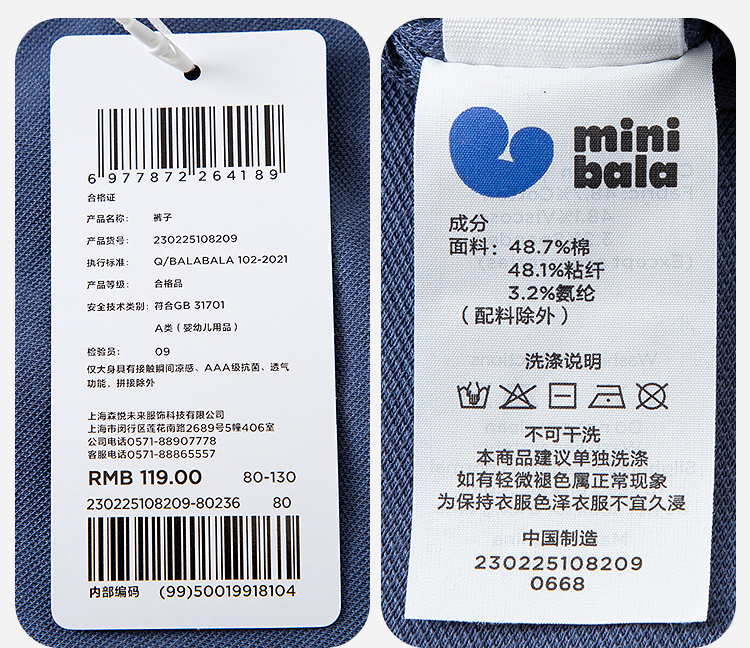 6 977872 264189
合格证
产品名称: 裤子
产品货号: 230225108209
执行标准: Q/BALABALA 102-2021
产品等级: 合格品
安全技术类别: 符合GB 31701
A类（婴幼儿用品）
检验员: 09
仅大身具有接触瞬间凉感、AAA级抗菌、透气
功能，拼接除外
上海森悦未来服饰科技有限公司
上海市闵行区莲花南路2689号5幢406室
公司电话0571-88907778
客服电话0571-88865557
RMB 119.00 80-130
230225108209-80236 80
内部编码 (99)50019918104
mini
bala
成分
面料: 48.7%棉
48.1%粘纤
3.2%氨纶
（配料除外）
洗涤说明
不可干洗
本商品建议单独洗涤
如有轻微褪色属正常现象
为保持衣服色泽衣服不宜久浸
中国制造
230225108209
0668